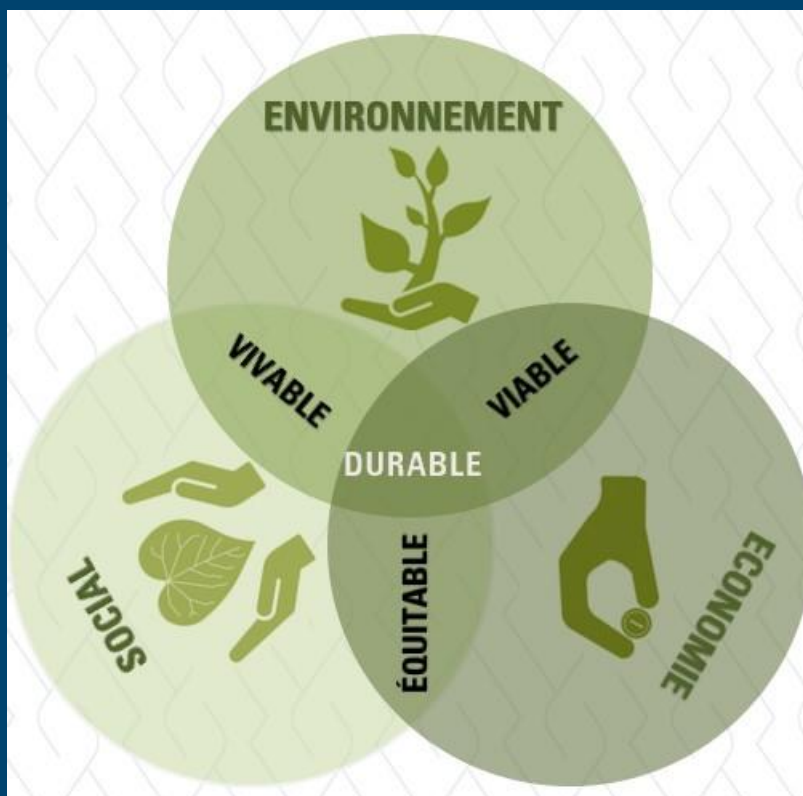 ENVIRONNEMENT
VIVABLE
VIABLE
DURABLE
SOCIAL
ÉQUITABLE
ECONOMIE